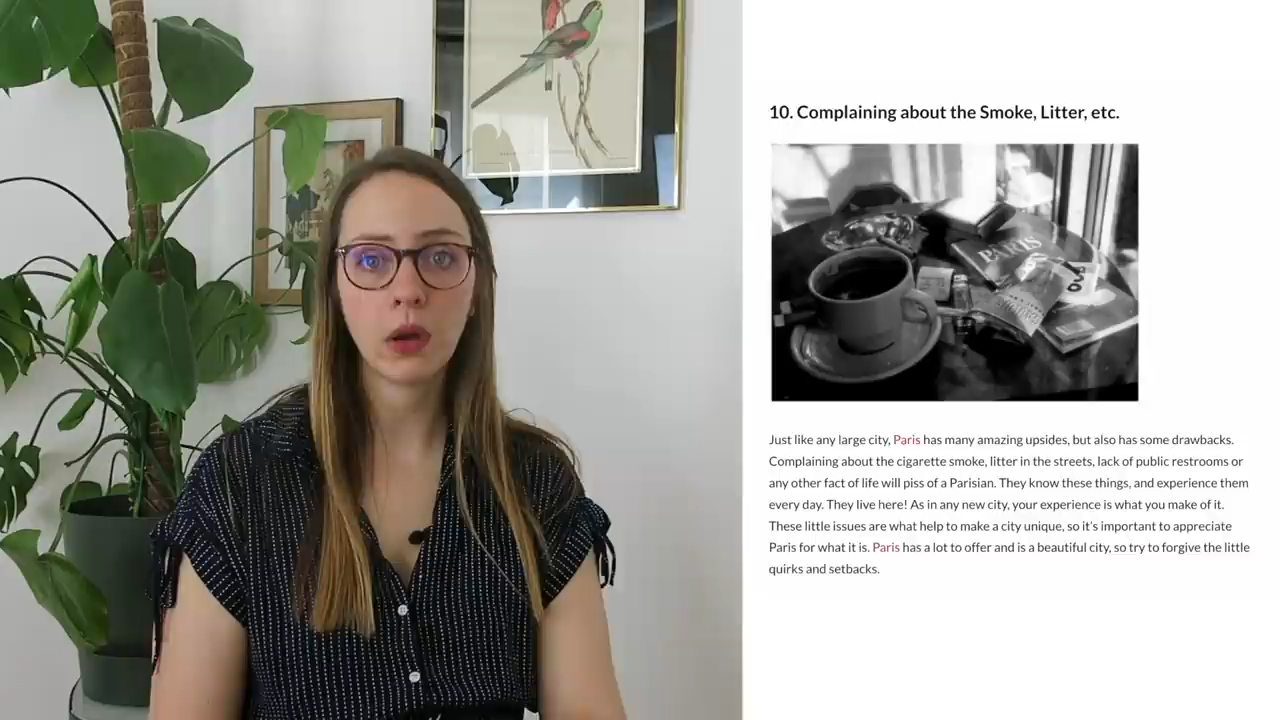 10. Complaining about the Smoke, Litter, etc.
PARIS
Just like any large city, Paris has many amazing upsides, but also has some drawbacks.
Complaining about the cigarette smoke, litter in the streets, lack of public restrooms or
any other fact of life will piss of a Parisian. They know these things, and experience them
every day. They live here! As in any new city, your experience is what you make of it.
These little issues are what help to make a city unique, so it's important to appreciate
Paris for what it is. Paris has a lot to offer and is a beautiful city, so try to forgive the little
quirks and setbacks.